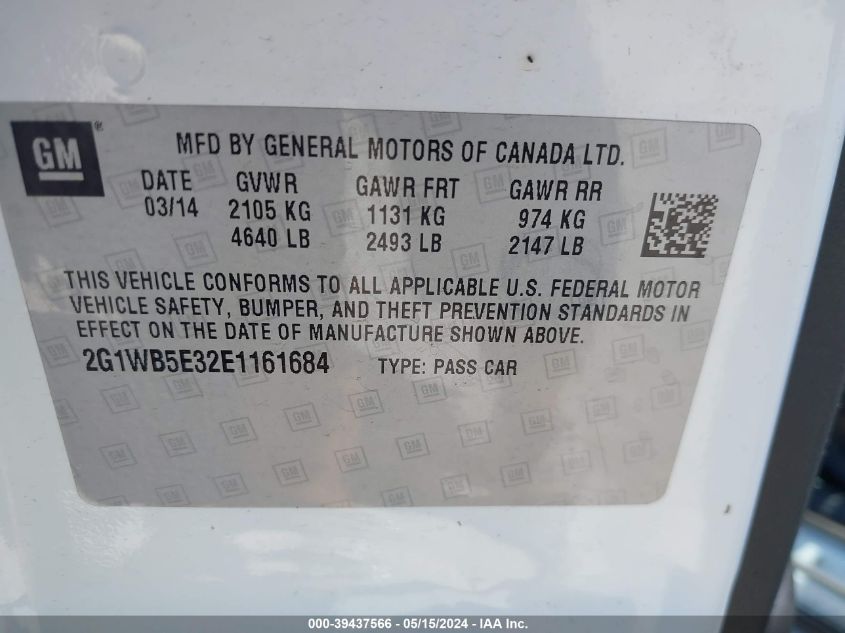 GM®
MFD BY GENERAL MOTORS OF CANADA LTD.
DATE GVWR GAWR FRT GAWR RR
03/14 2105 KG 1131 KG 974 KG
4640 LB 2493 LB 2147 LB
THIS VEHICLE CONFORMS TO ALL APPLICABLE U.S. FEDERAL MOTOR
VEHICLE SAFETY, BUMPER, AND THEFT PREVENTION STANDARDS IN
EFFECT ON THE DATE OF MANUFACTURE SHOWN ABOVE.
2G1WB5E32E1161684 TYPE: PASS CAR
000-39437566 - 05/15/2024 - IAA Inc.